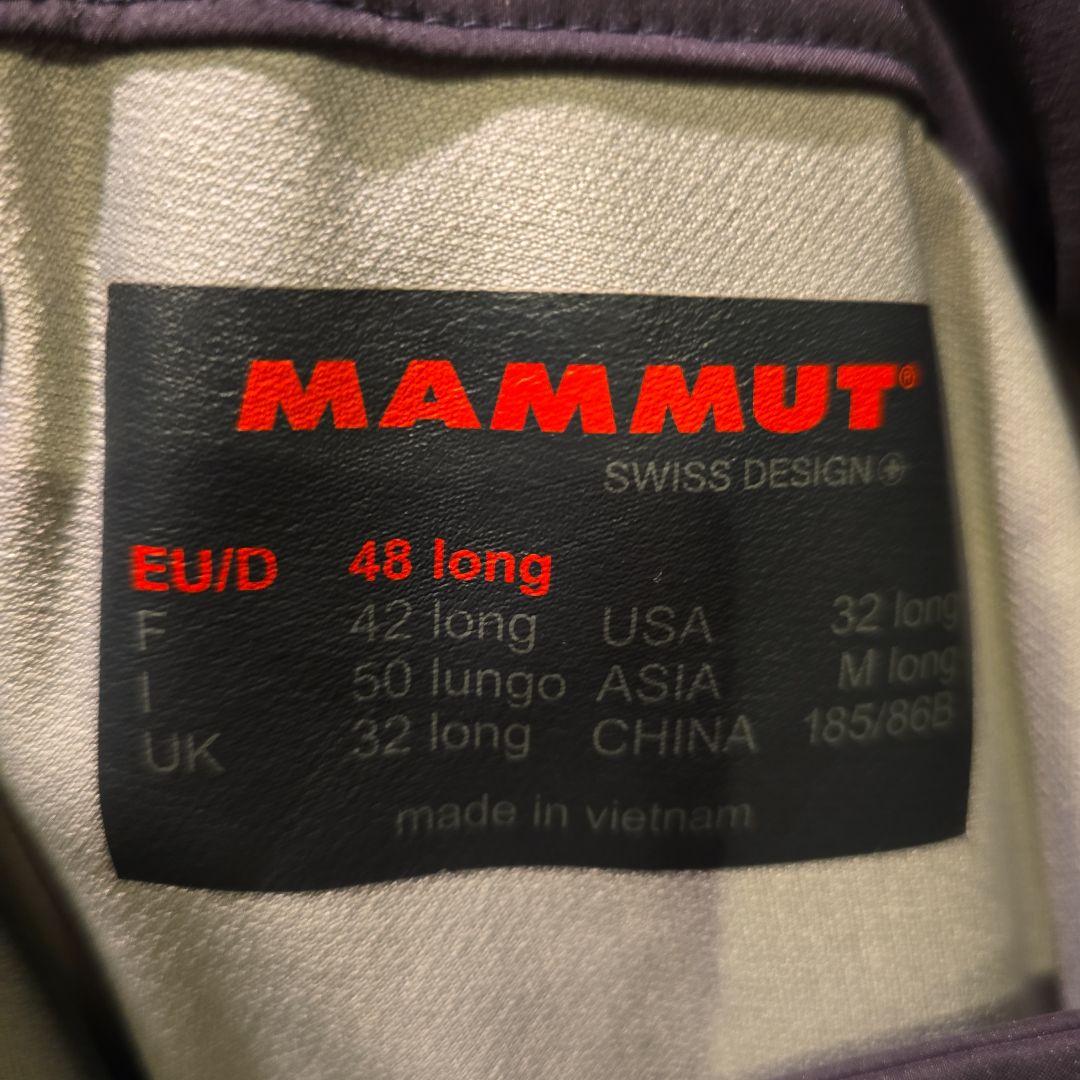 MAMMUT®
SWISS DESIGN
EU/D 48 long
F 42 long USA 32 long
I 50 lungo ASIA M long
UK 32 long CHINA 185/86B
made in vietnam